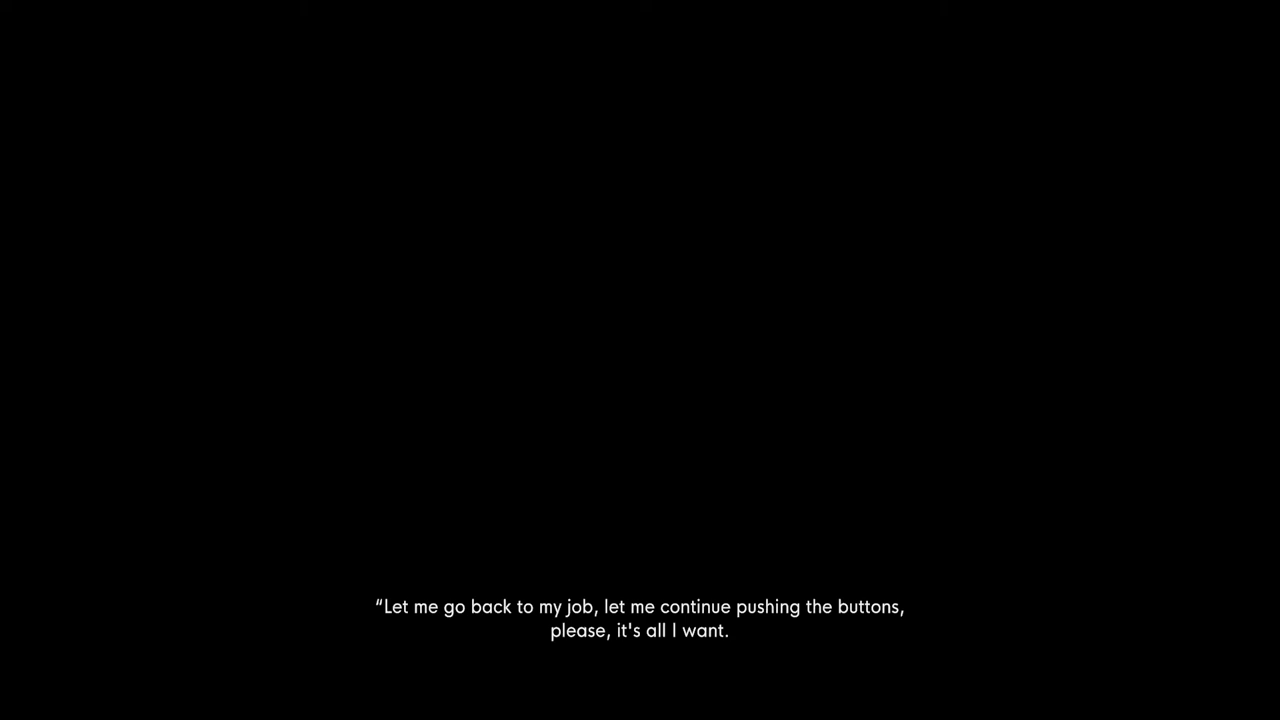 “Let me go back to my job, let me continue pushing the buttons,
please, it's all I want.